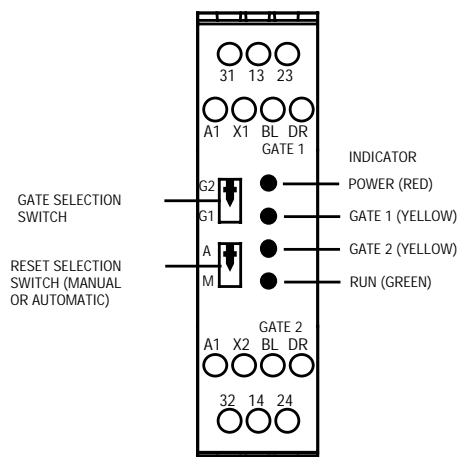 31 13 23
A1 X1 BL DR
GATE 1
INDICATOR
G2
POWER (RED)
GATE SELECTION
SWITCH
G1
GATE 1 (YELLOW)
A
GATE 2 (YELLOW)
RESET SELECTION
SWITCH (MANUAL
OR AUTOMATIC)
M
RUN (GREEN)
GATE 2
A1 X2 BL DR
32 14 24